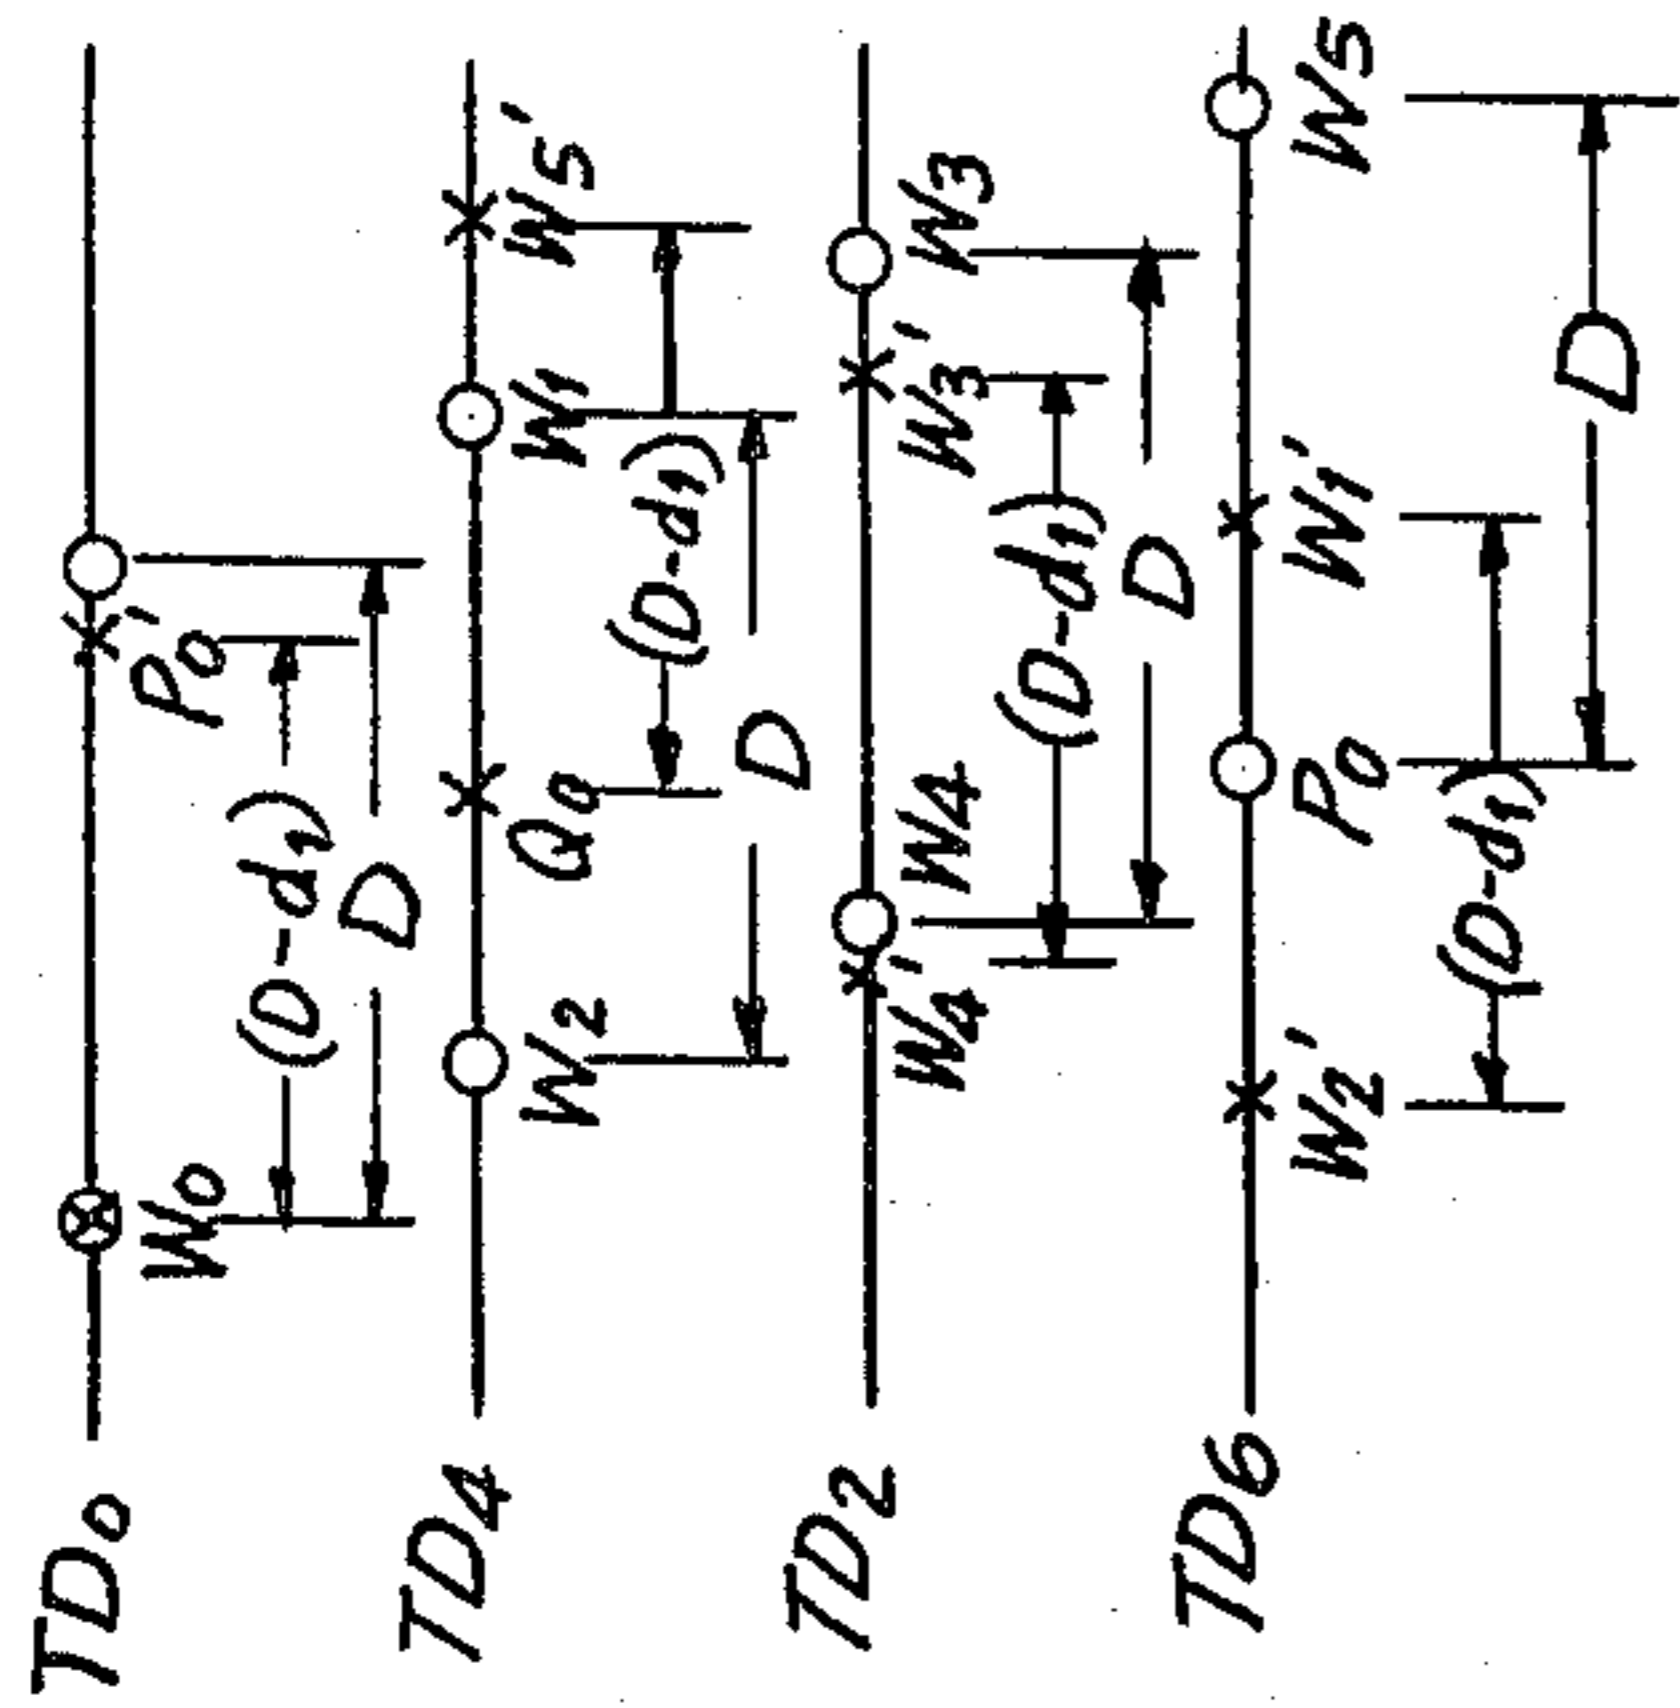 TD0 W0 P0'
(D-d1)
D
TD4 W2 Q0 W1 W5'
(D-d1)
D
TD2 W4' W4 W3' W3
(D-d1)
D
TD6 W2' P0 W1' W5
(D-d1)
D